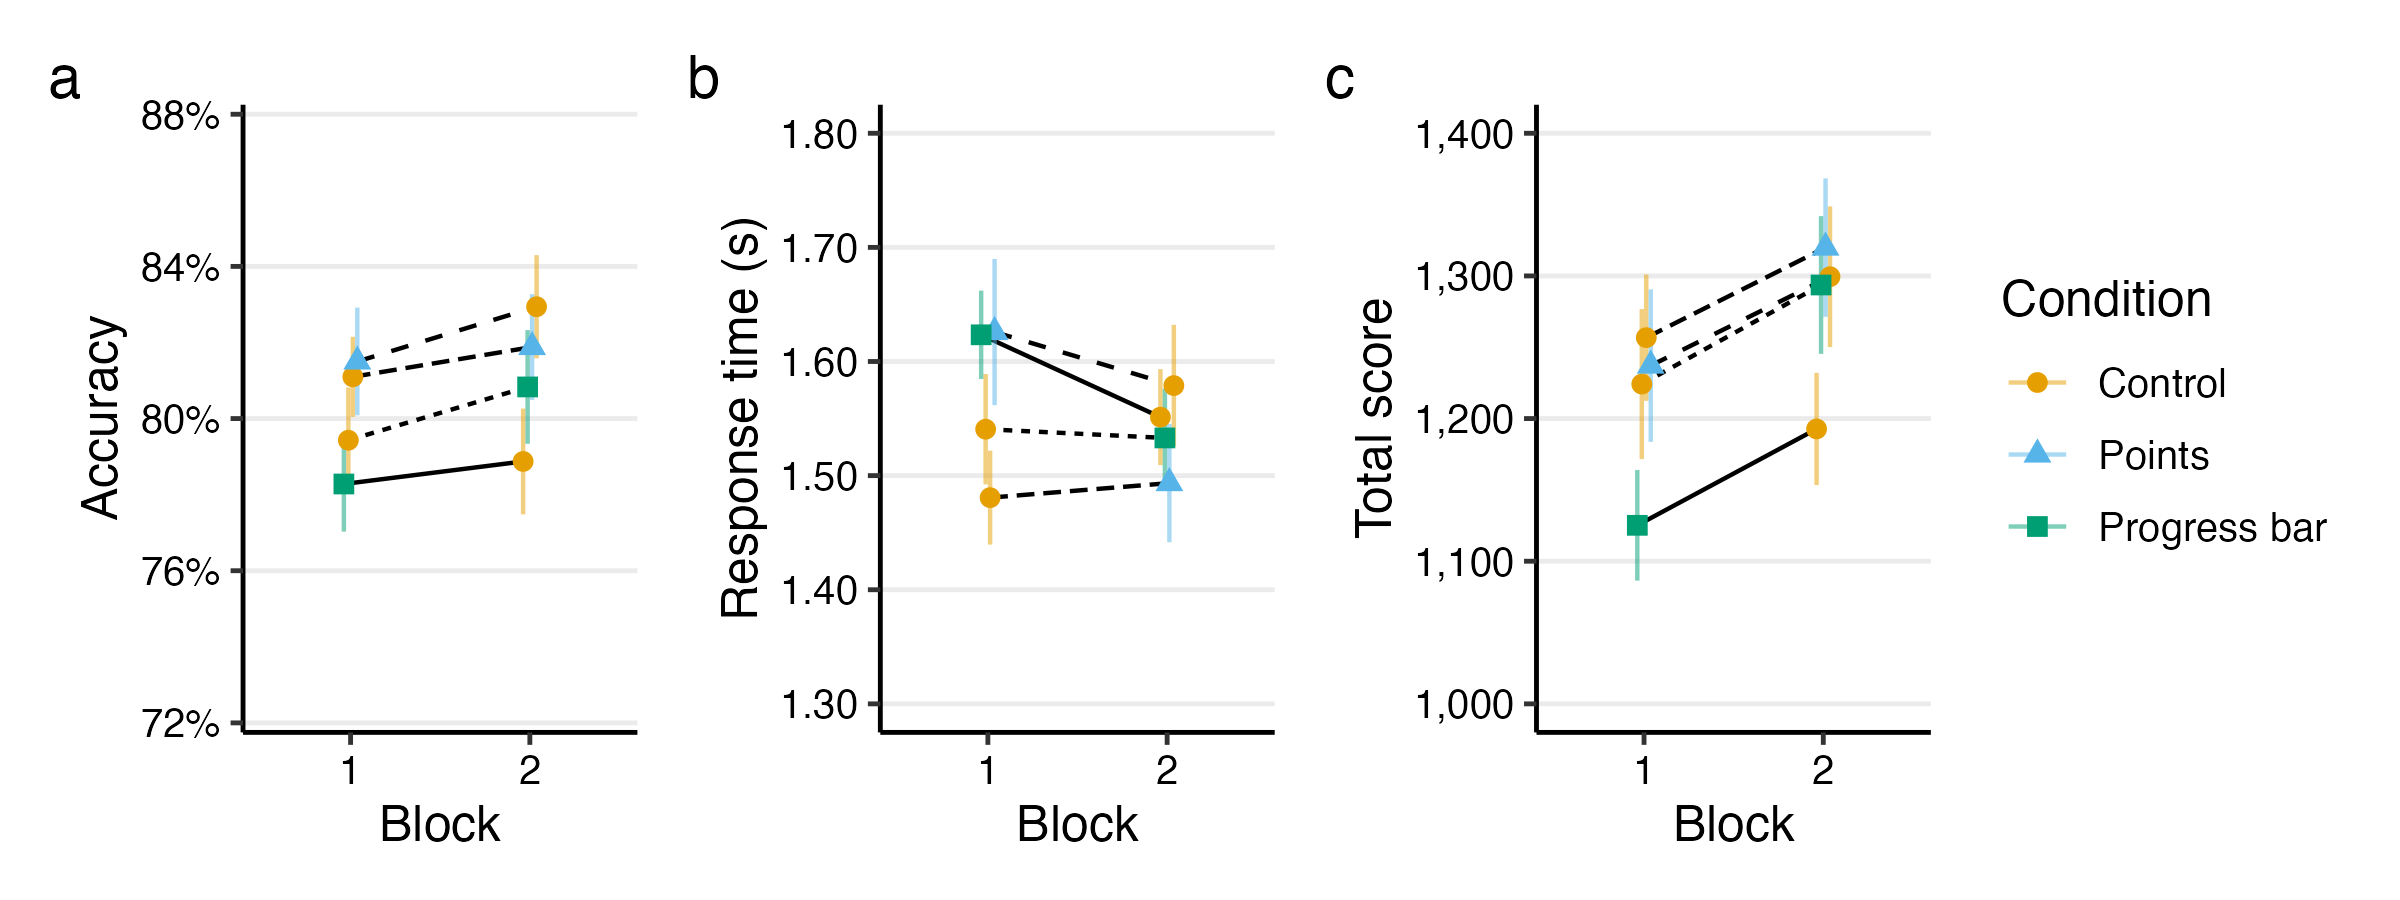 a
88%
84%
80%
76%
72%
Accuracy
1 2
Block
b
1.80
1.70
1.60
1.50
1.40
1.30
Response time (s)
1 2
Block
c
1,400
1,300
1,200
1,100
1,000
Total score
1 2
Block
Condition
Control
Points
Progress bar